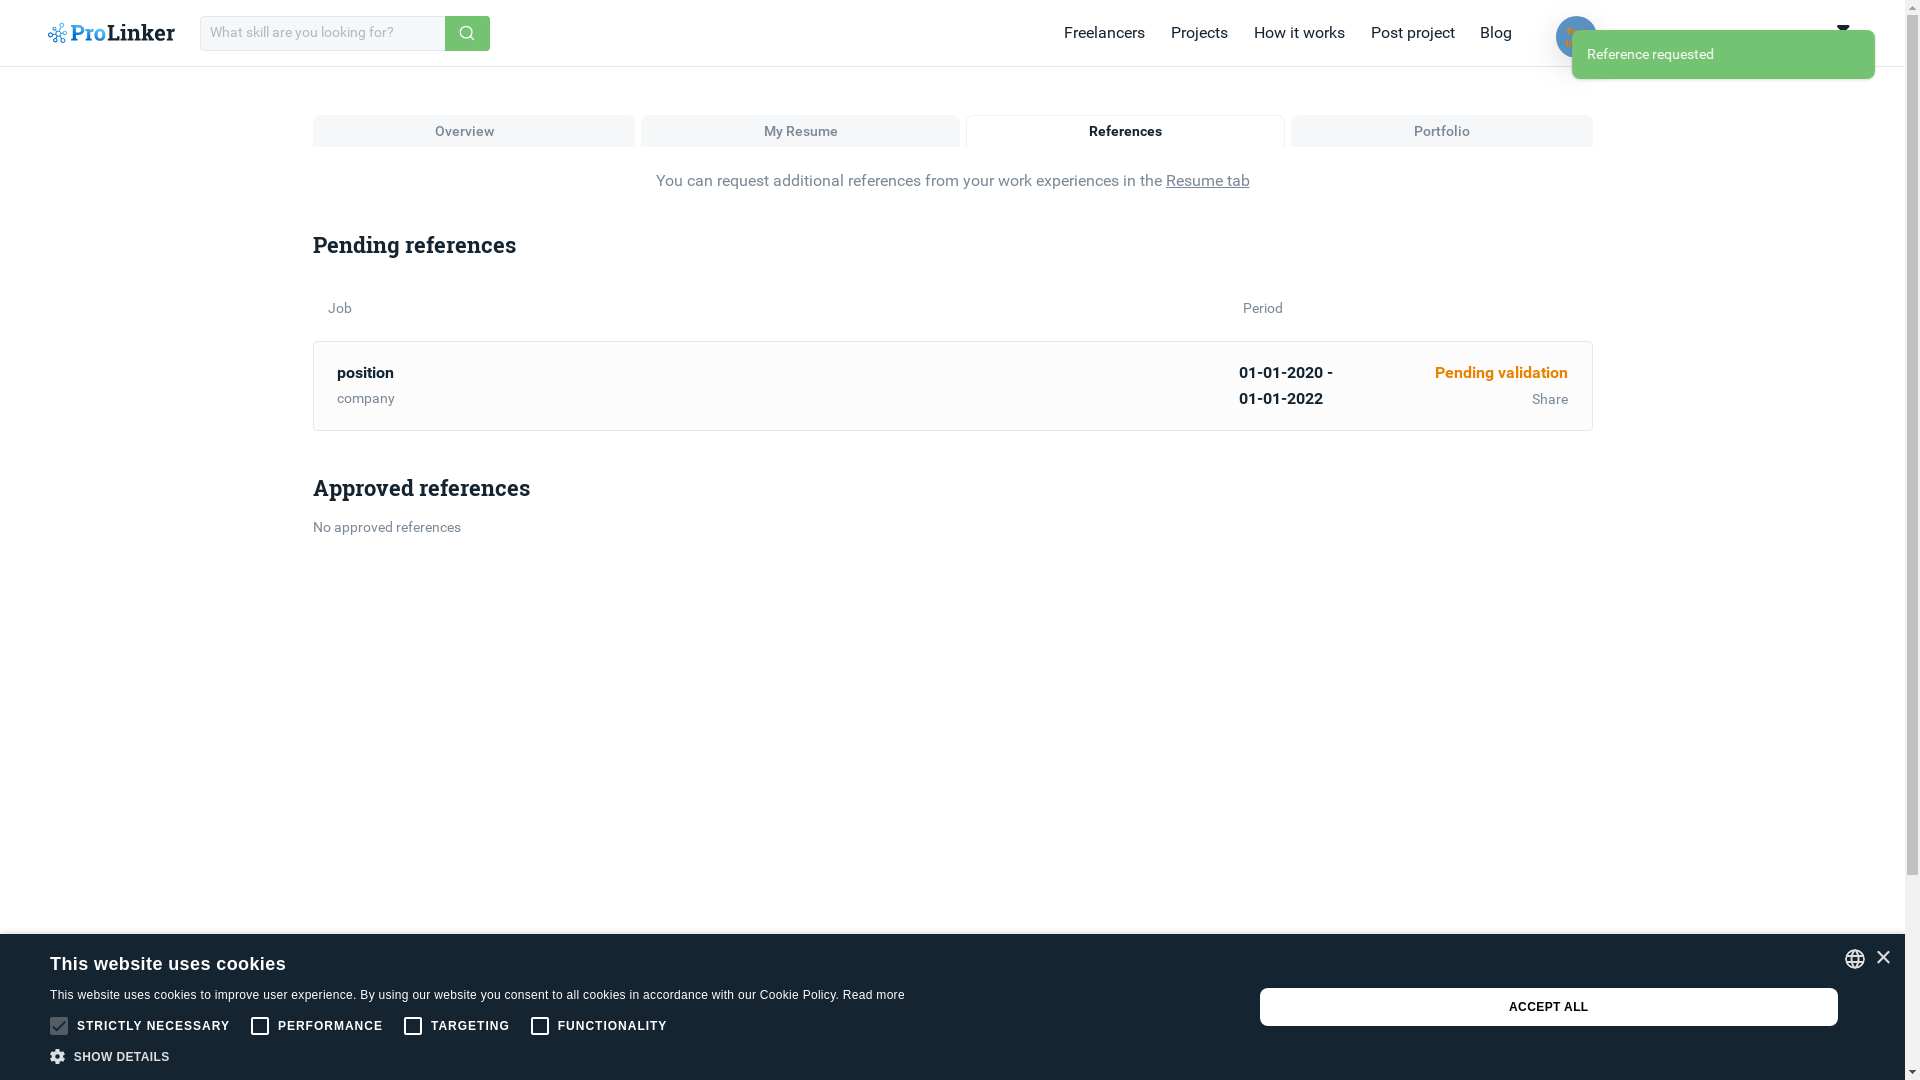 ProLinker
What skill are you looking for?
Freelancers
Projects
How it works
Post project
Blog
Reference requested
Overview
My Resume
References
Portfolio
You can request additional references from your work experiences in the Resume tab
Pending references
Job
Period
position
company
01-01-2020 -
01-01-2022
Pending validation
Share
Approved references
No approved references
This website uses cookies
This website uses cookies to improve user experience. By using our website you consent to all cookies in accordance with our Cookie Policy. Read more
STRICTLY NECESSARY
PERFORMANCE
TARGETING
FUNCTIONALITY
SHOW DETAILS
ACCEPT ALL